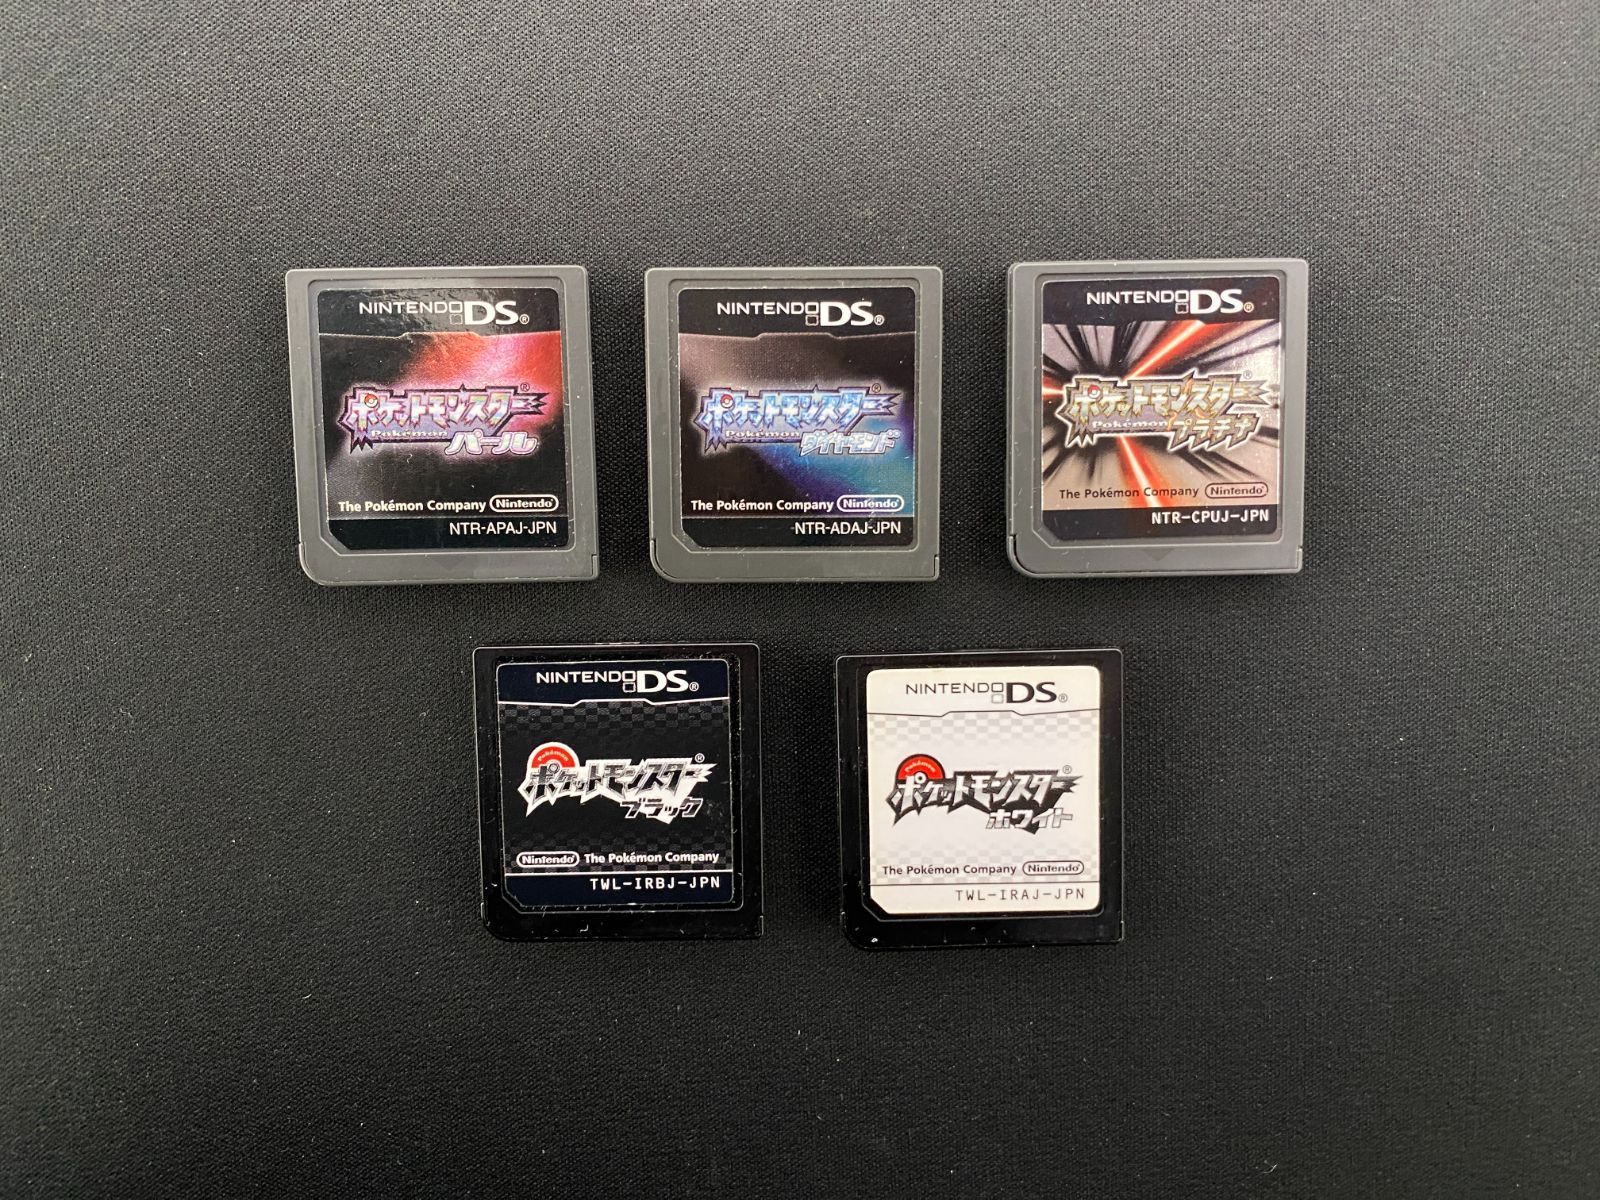 NINTENDO DS®
ポケットモンスター®
Pokémon パール
The Pokémon Company Nintendo®
NTR-APAJ-JPN
NINTENDO DS®
ポケットモンスター®
Pokémon ダイヤモンド
The Pokémon Company Nintendo®
NTR-ADAJ-JPN
NINTENDO DS®
ポケットモンスター®
Pokémon プラチナ
The Pokémon Company Nintendo®
NTR-CPUJ-JPN
NINTENDO DS®
Pokémon
ポケットモンスター®
ブラック
Nintendo® The Pokémon Company
TWL-IRBJ-JPN
NINTENDO DS®
Pokémon
ポケットモンスター®
ホワイト
The Pokémon Company Nintendo®
TWL-IRAJ-JPN